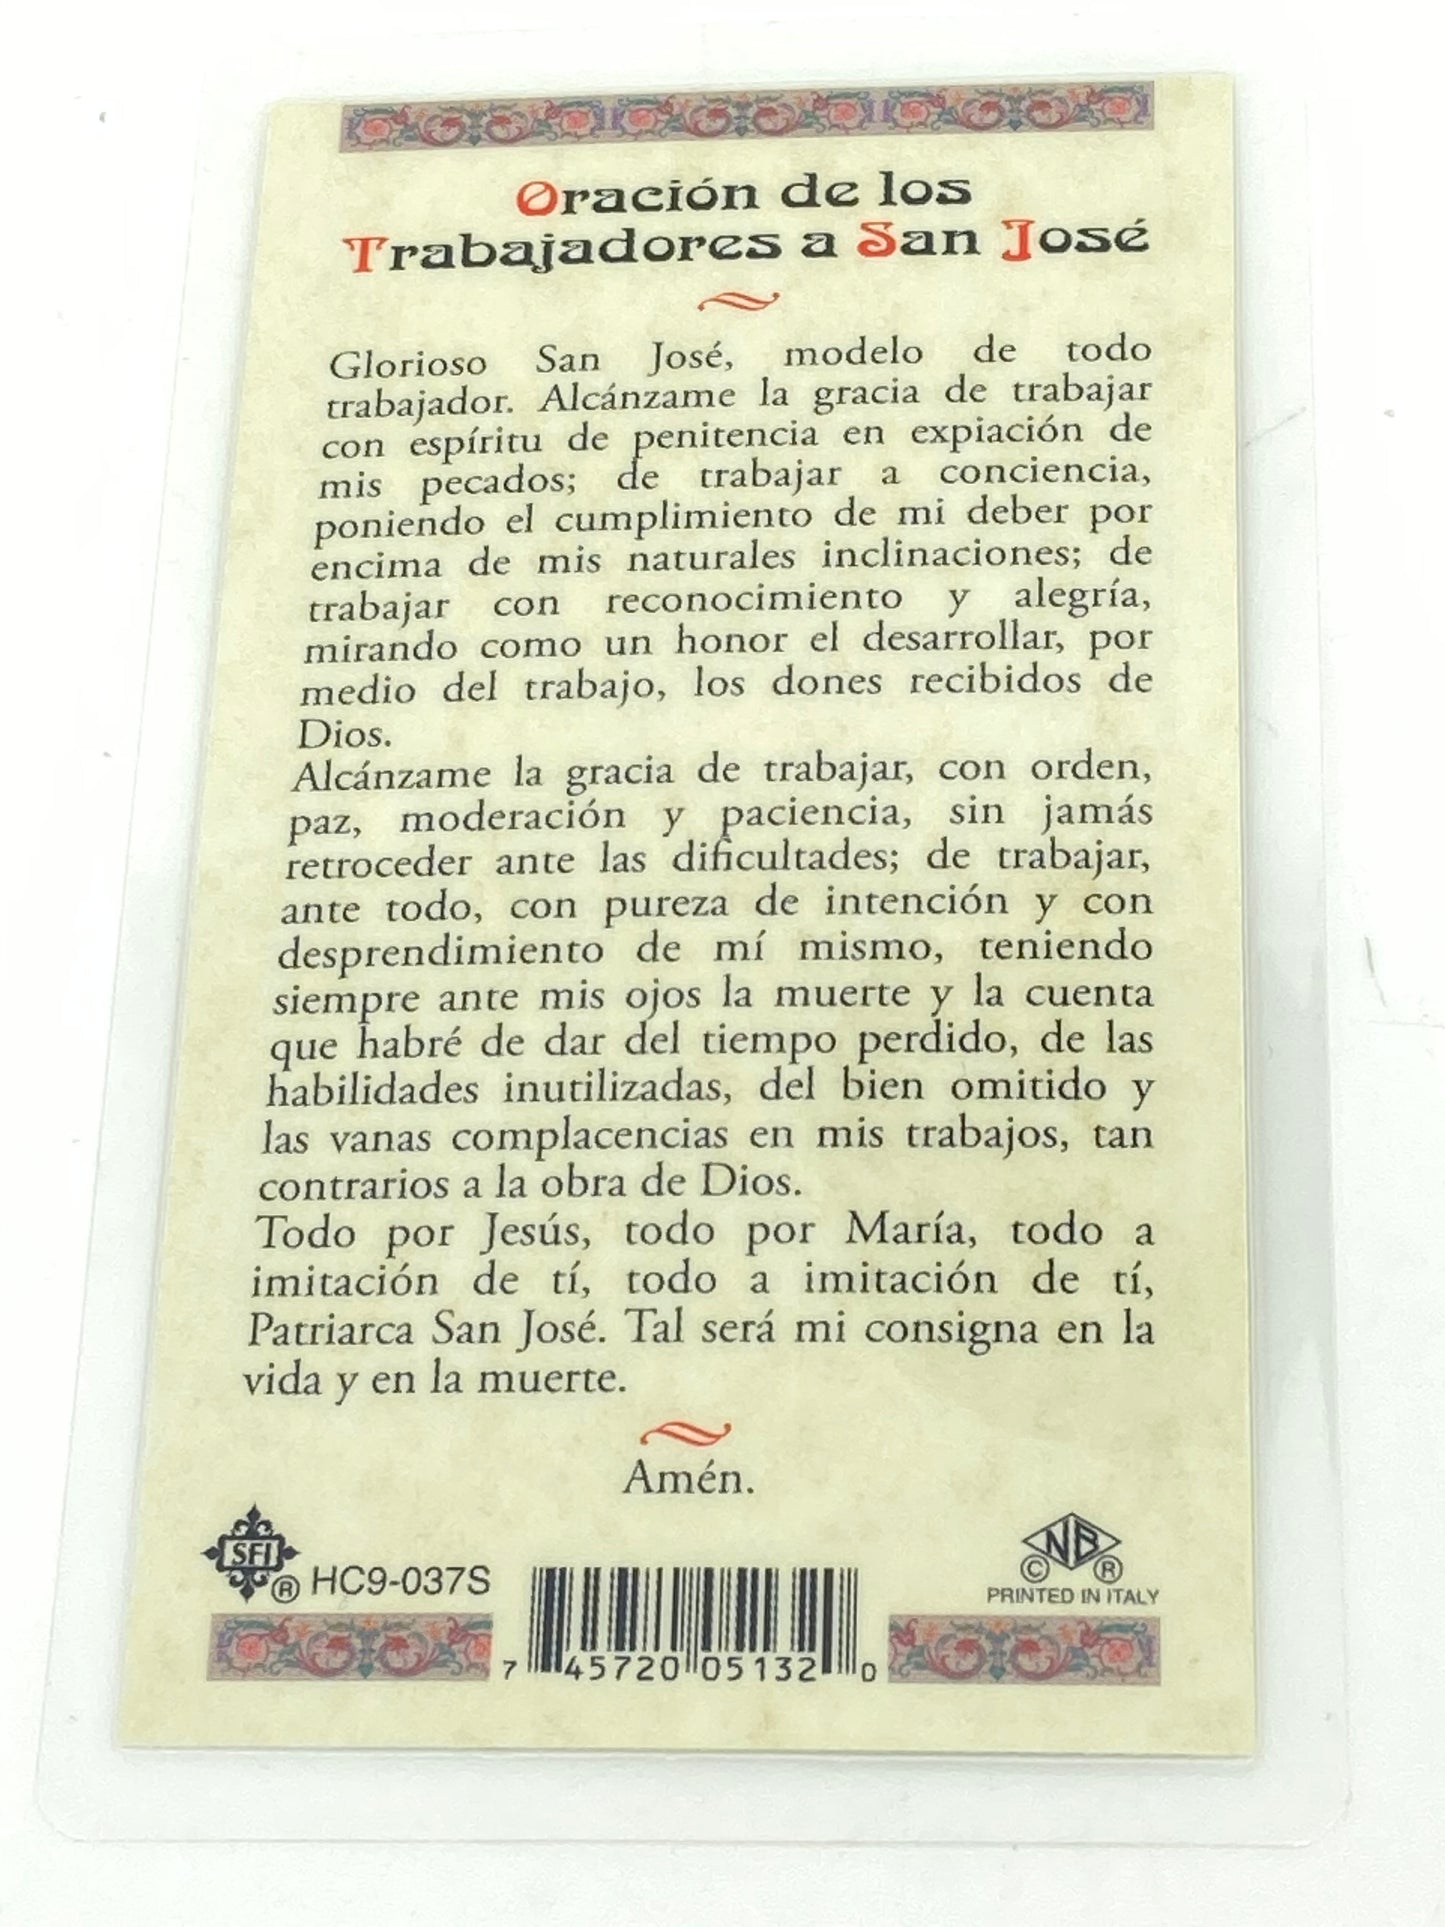 Oración de los
Trabajadores a San José
Glorioso San José, modelo de todo
trabajador. Alcánzame la gracia de trabajar
con espíritu de penitencia en expiación de
mis pecados; de trabajar a conciencia,
poniendo el cumplimiento de mi deber por
encima de mis naturales inclinaciones; de
trabajar con reconocimiento y alegría,
mirando como un honor el desarrollar, por
medio del trabajo, los dones recibidos de
Dios.
Alcánzame la gracia de trabajar, con orden,
paz, moderación y paciencia, sin jamás
retroceder ante las dificultades; de trabajar,
ante todo, con pureza de intención y con
desprendimiento de mí mismo, teniendo
siempre ante mis ojos la muerte y la cuenta
que habré de dar del tiempo perdido, de las
habilidades inutilizadas, del bien omitido y
las vanas complacencias en mis trabajos, tan
contrarios a la obra de Dios.
Todo por Jesús, todo por María, todo a
imitación de tí, todo a imitación de tí,
Patriarca San José. Tal será mi consigna en la
vida y en la muerte.
Amén.
SFI ® HC9-037S
NB
© ®
PRINTED IN ITALY
7 45720 05132 0